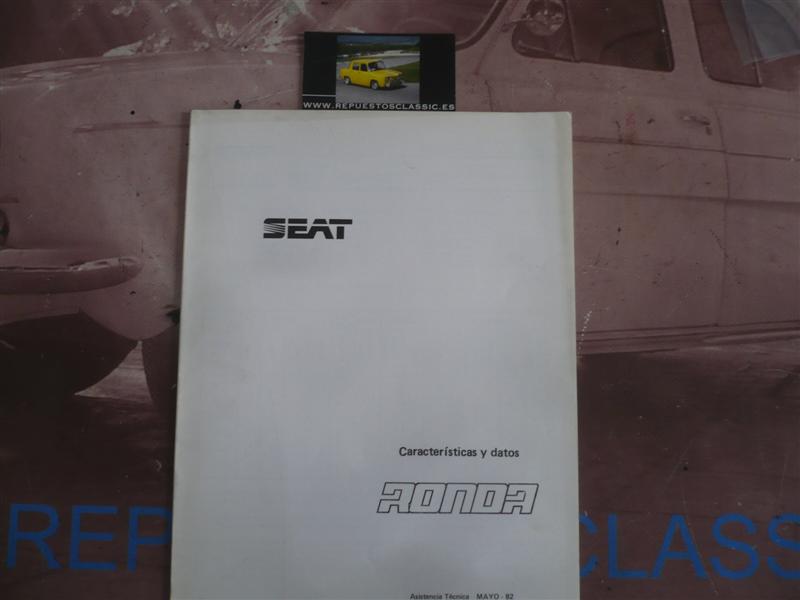 WWW.REPUESTOSCLASSIC.ES
SEAT
Características y datos
RONDA
Asistencia Técnica MAYO - 82
REP CLASS